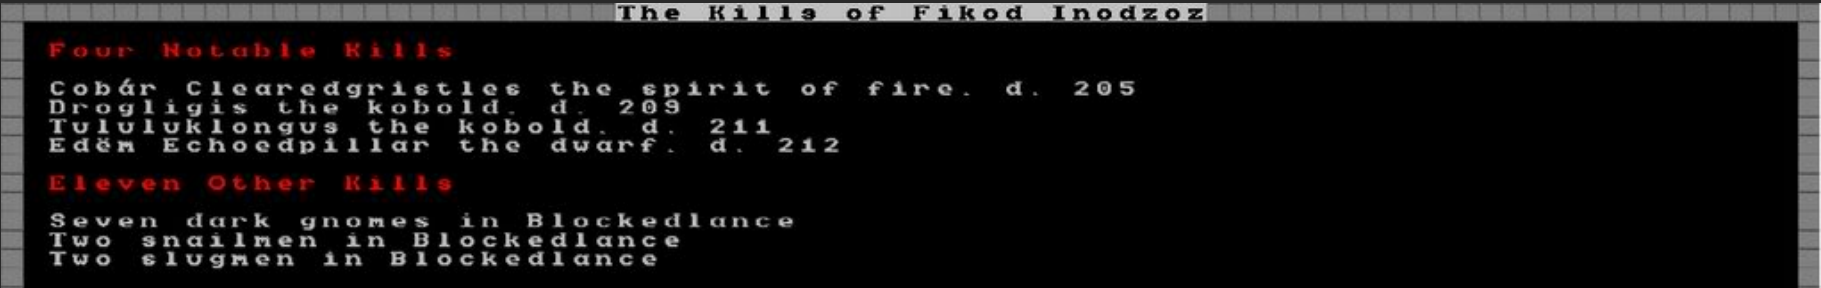 The Kills of Fikod Inodzoz
Four Notable Kills
Cobár Clearedgristles the spirit of fire. d. 205
Drogligis the kobold. d. 209
Tululuklongus the kobold. d. 211
Edëm Echoedpillar the dwarf. d. 212
Eleven Other Kills
Seven dark gnomes in Blockedlance
Two snailmen in Blockedlance
Two slugmen in Blockedlance